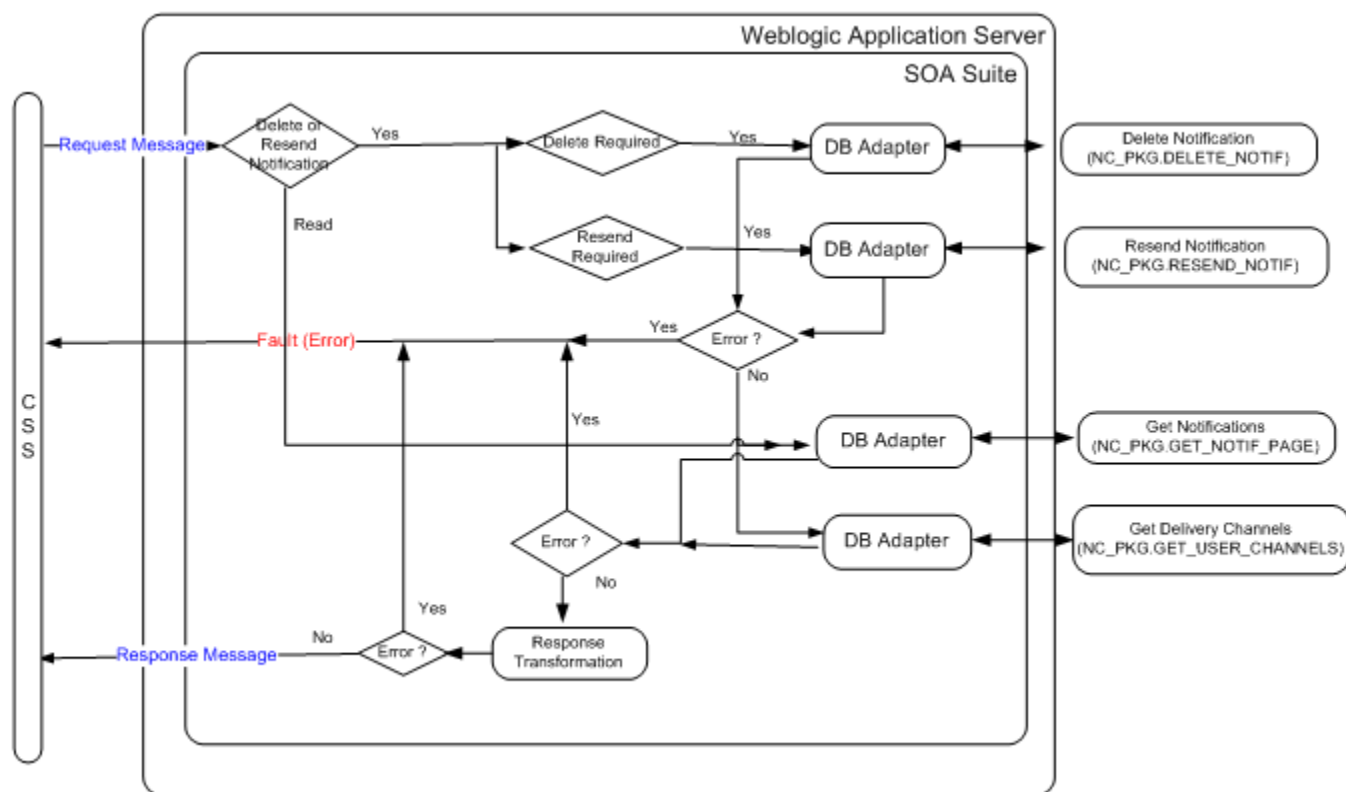 Weblogic Application Server
SOA Suite
Request Message
Delete or
Resend
Notification
Yes
Delete Required
Yes
DB Adapter
Delete Notification
(NC_PKG.DELETE_NOTIF)
Read
Resend
Required
Yes
DB Adapter
Resend Notification
(NC_PKG.RESEND_NOTIF)
Fault (Error)
Yes
Error ?
No
C
S
S
Yes
DB Adapter
Get Notifications
(NC_PKG.GET_NOTIF_PAGE)
Error ?
DB Adapter
Get Delivery Channels
(NC_PKG.GET_USER_CHANNELS)
No
Yes
Response Message
No
Error ?
Response
Transformation